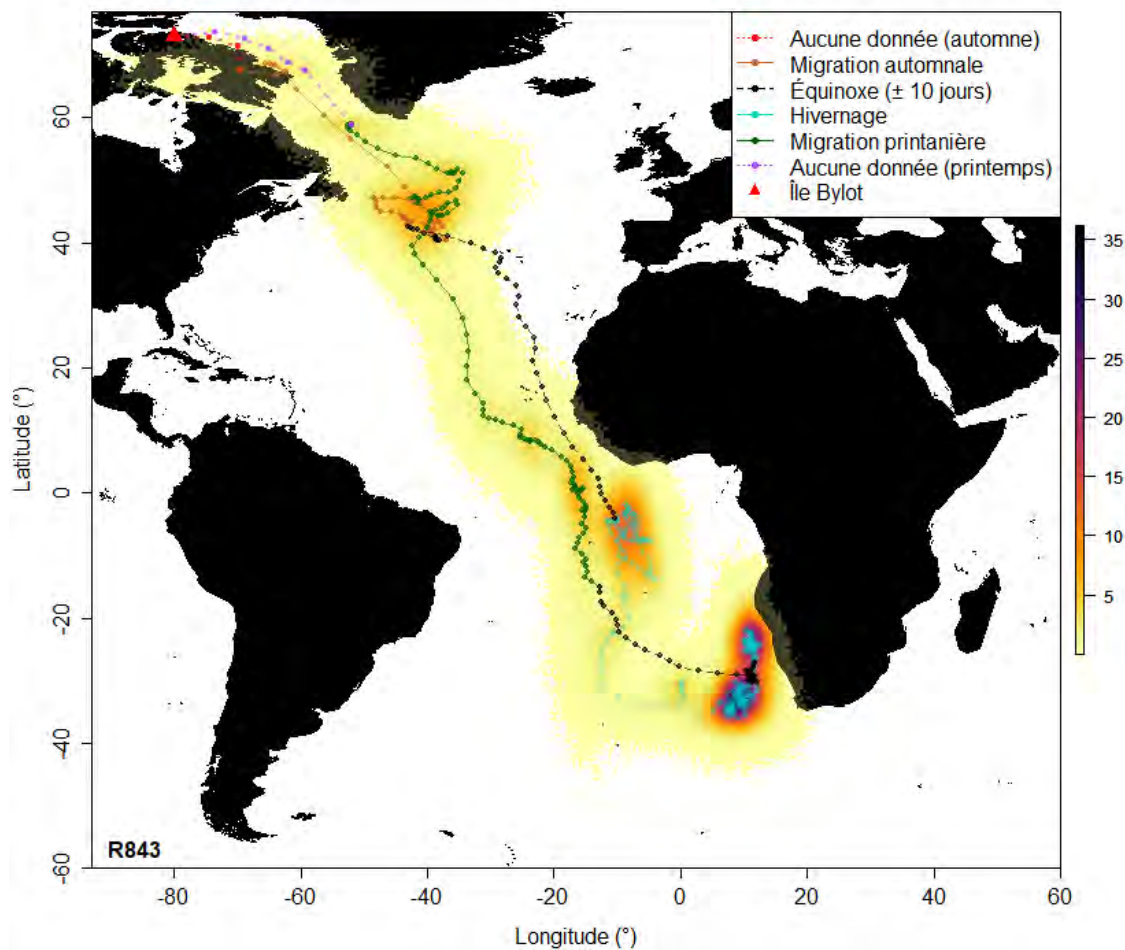 Aucune donnée (automne)
Migration automnale
Équinoxe (± 10 jours)
Hivernage
Migration printanière
Aucune donnée (printemps)
Île Bylot
60
40
20
0
-20
-40
-60
Latitude (°)
35
30
25
20
15
10
5
R843
-80
-60
-40
-20
0
20
40
60
Longitude (°)